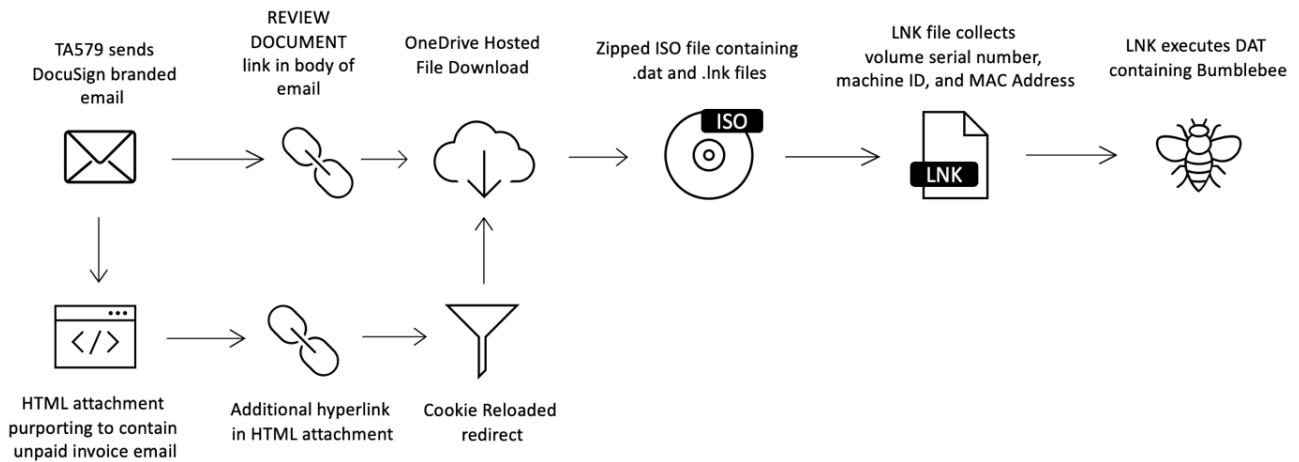 TA579 sends
DocuSign branded
email
REVIEW
DOCUMENT
link in body of
email
OneDrive Hosted
File Download
Zipped ISO file containing
.dat and .lnk files
LNK file collects
volume serial number,
machine ID, and MAC Address
LNK executes DAT
containing Bumblebee
ISO
LNK
</>
HTML attachment
purporting to contain
unpaid invoice email
Additional hyperlink
in HTML attachment
Cookie Reloaded
redirect